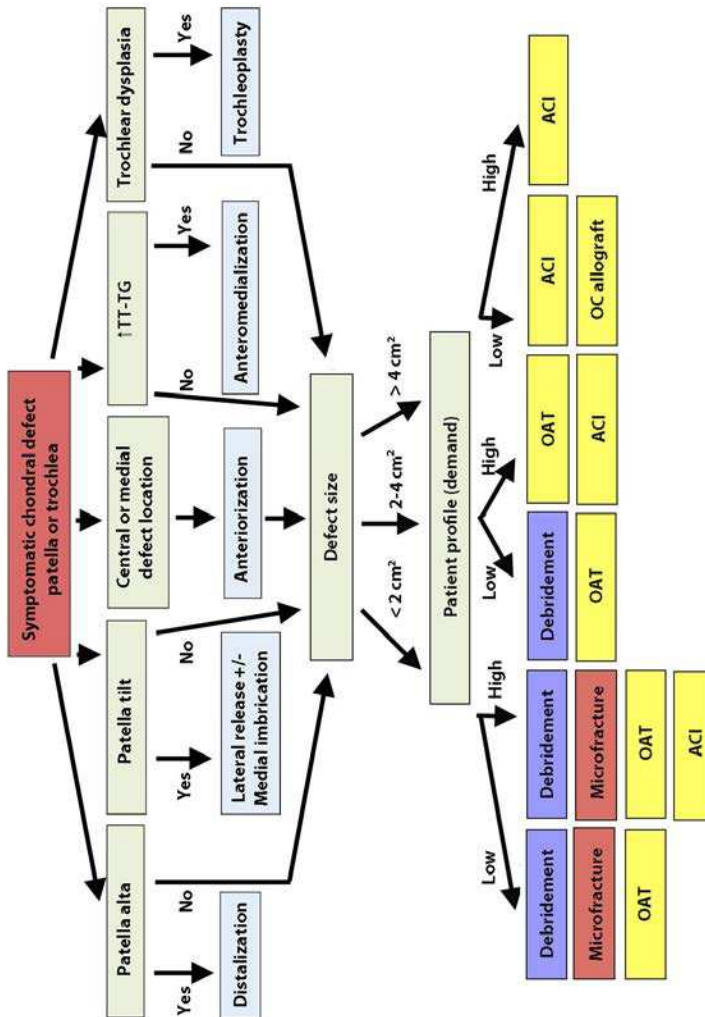 Symptomatic chondral defect
patella or trochlea
Patella alta
Patella tilt
Central or medial
defect location
↑TT-TG
Trochlear dysplasia
Yes
No
Yes
No
No
Yes
No
Yes
Distalization
Lateral release +/-
Medial imbrication
Anteriorization
Anteromedialization
Trochleoplasty
Defect size
< 2 cm²
2-4 cm²
> 4 cm²
Patient profile (demand)
Low
High
Low
High
Low
High
Debridement
Microfracture
OAT
Debridement
Microfracture
OAT
ACI
Debridement
OAT
OAT
ACI
ACI
OC allograft
ACI